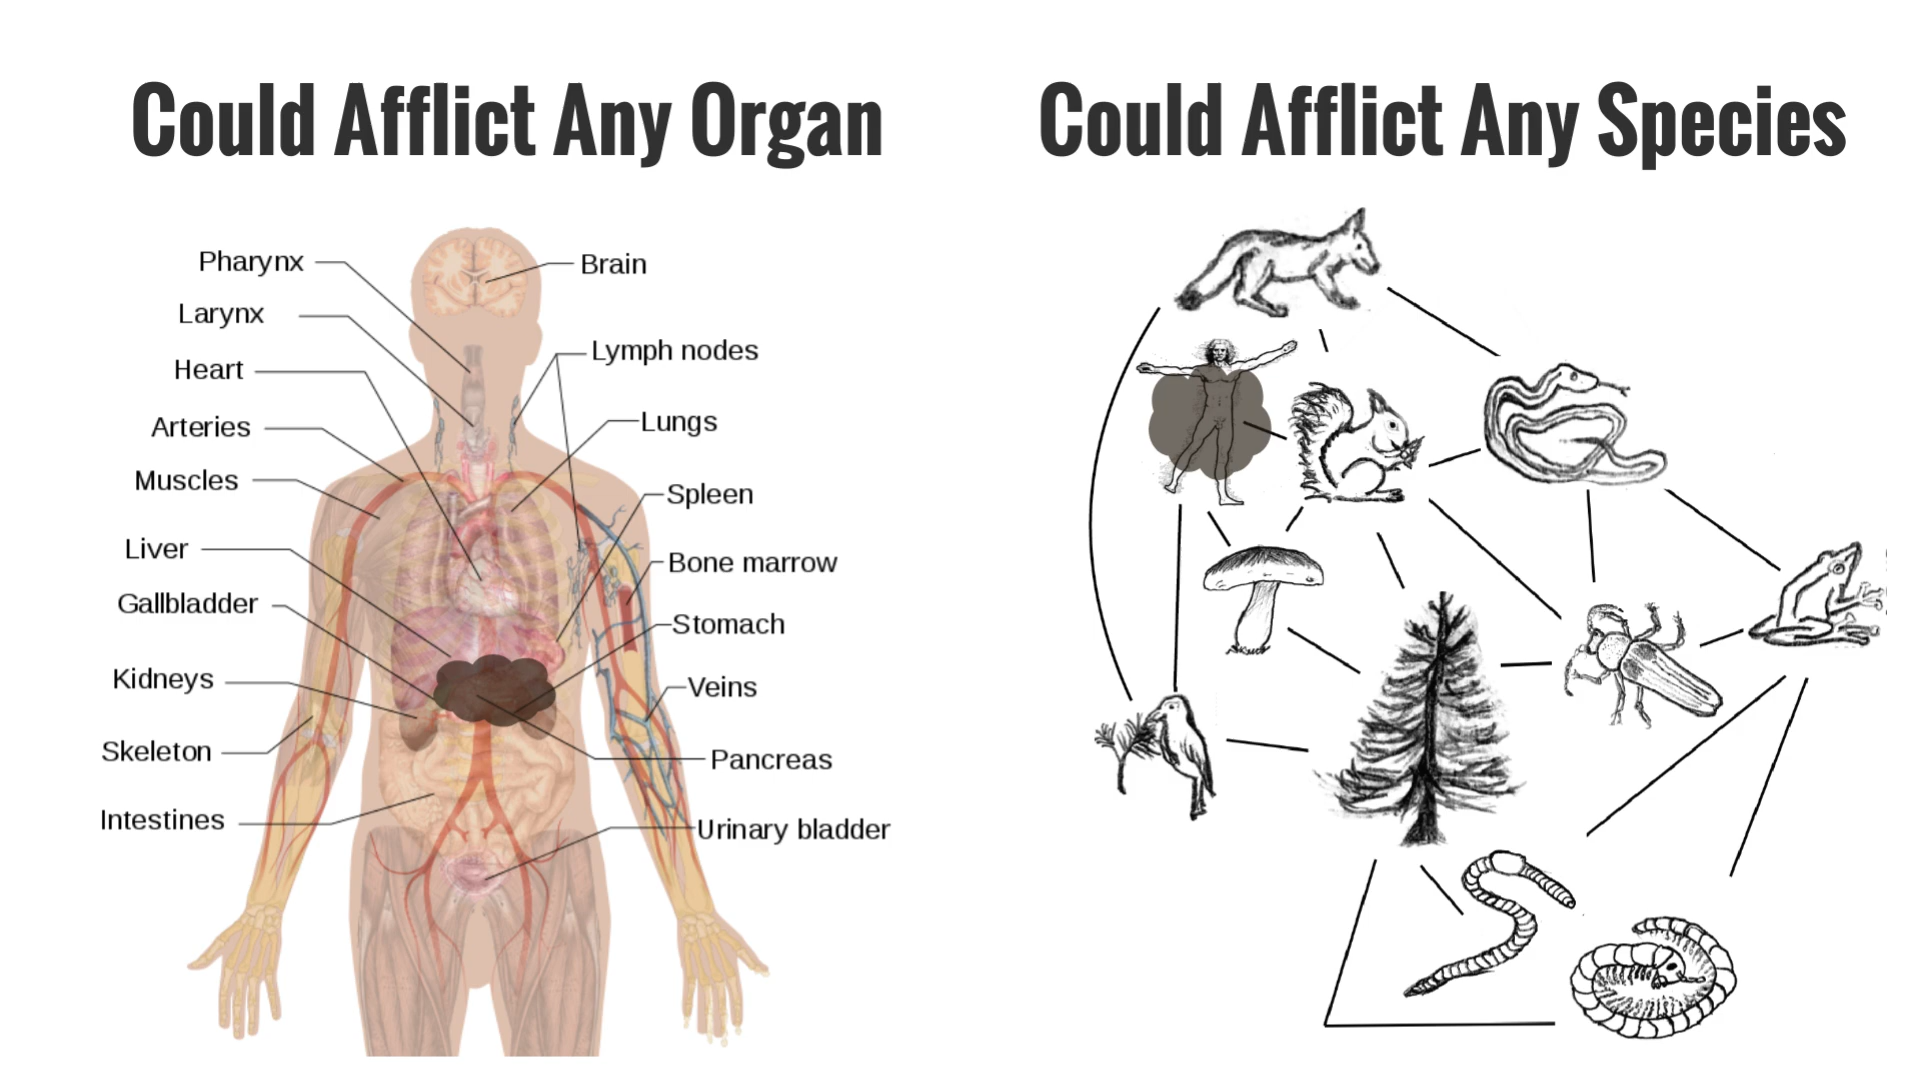 Could Afflict Any Organ
Could Afflict Any Species
Pharynx
Brain
Larynx
Lymph nodes
Heart
Lungs
Arteries
Muscles
Spleen
Liver
Bone marrow
Gallbladder
Stomach
Kidneys
Veins
Skeleton
Pancreas
Intestines
Urinary bladder